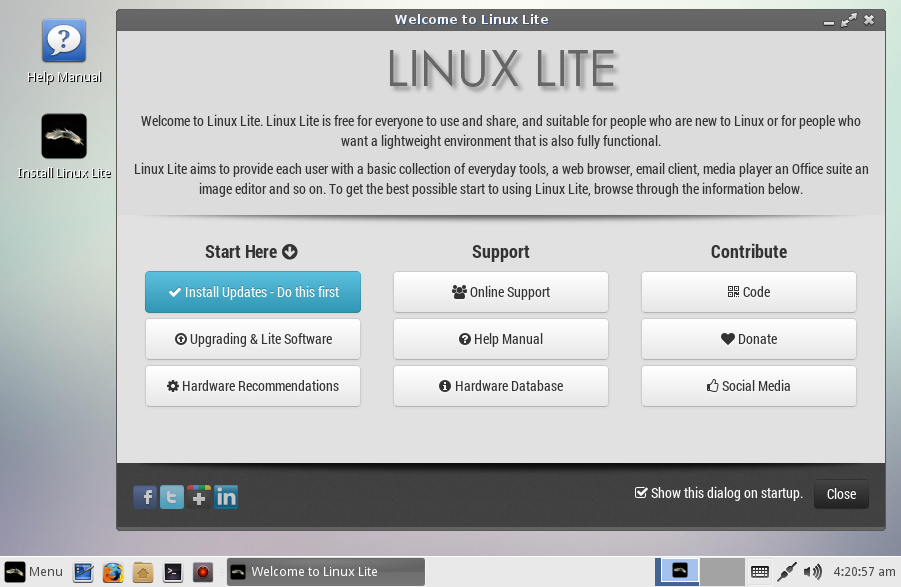 Welcome to Linux Lite
Help Manual
Install Linux Lite
LINUX LITE
Welcome to Linux Lite. Linux Lite is free for everyone to use and share, and suitable for people who are new to Linux or for people who
want a lightweight environment that is also fully functional.
Linux Lite aims to provide each user with a basic collection of everyday tools, a web browser, email client, media player an Office suite an
image editor and so on. To get the best possible start to using Linux Lite, browse through the information below.
Start Here
Install Updates - Do this first
Upgrading & Lite Software
Hardware Recommendations
Support
Online Support
Help Manual
Hardware Database
Contribute
Code
Donate
Social Media
Show this dialog on startup.
Close
Menu
Welcome to Linux Lite
4:20:57 am